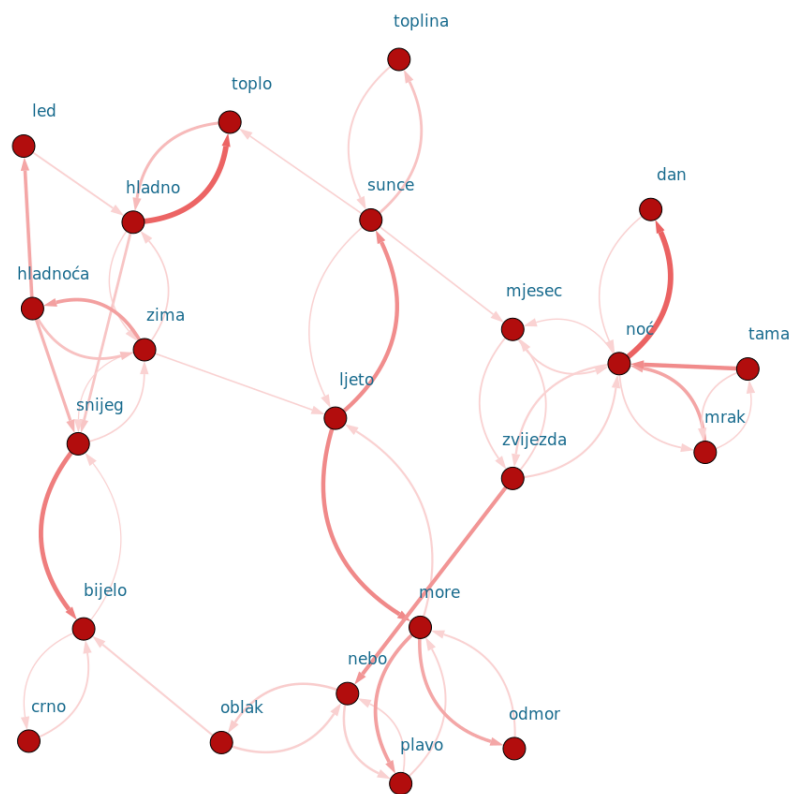 toplina
toplo
led
dan
hladno
sunce
hladnoća
mjesec
zima
noć
tama
ljeto
snijeg
mrak
zvijezda
bijelo
more
nebo
crno
oblak
odmor
plavo